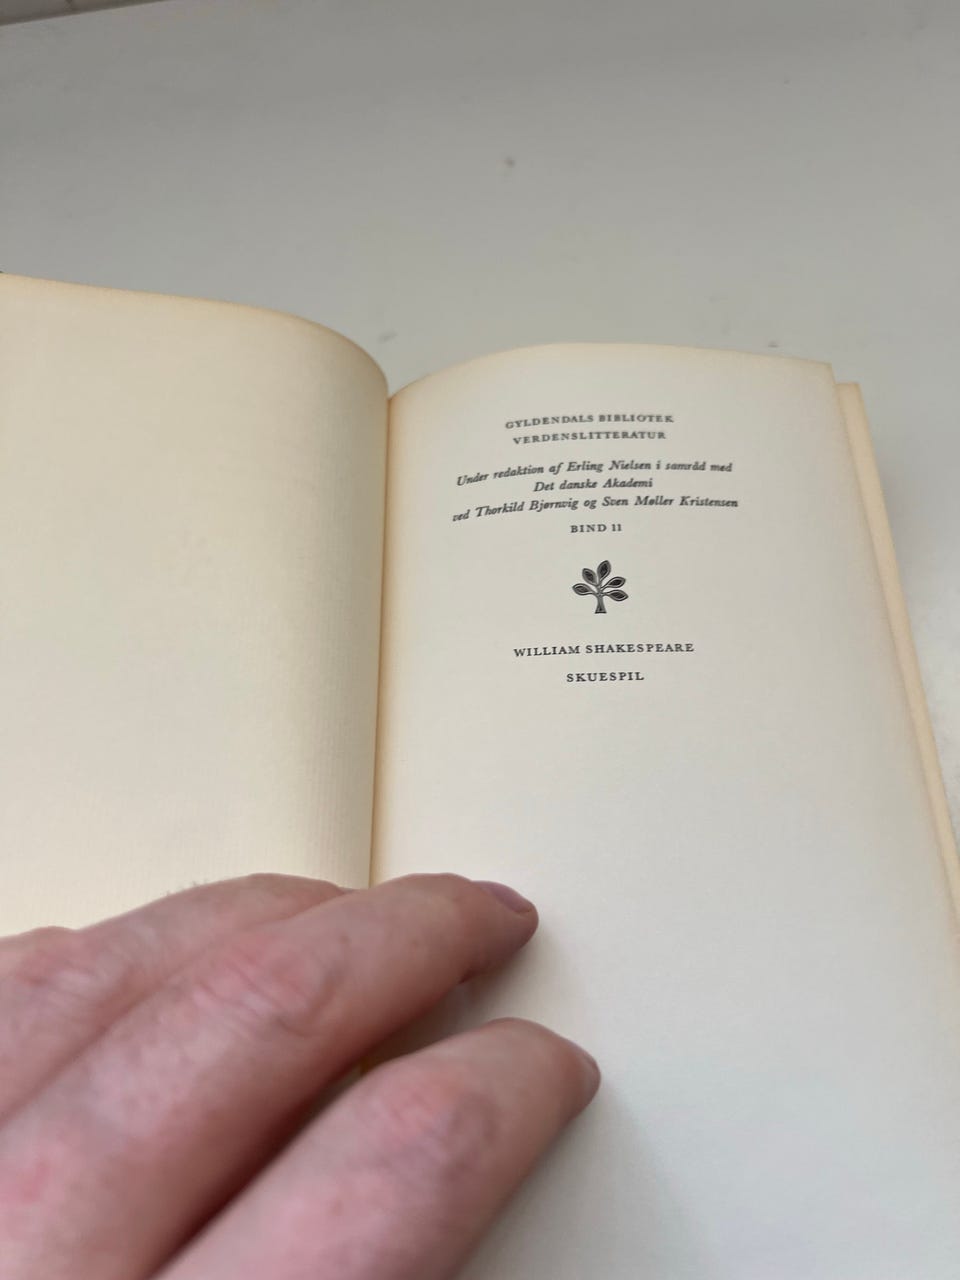 GYLDENDALS BIBLIOTEK
VERDENSLITTERATUR
Under redaktion af Erling Nielsen i samråd med
Det danske Akademi
ved Thorkild Bjørnvig og Sven Møller Kristensen
BIND 11
WILLIAM SHAKESPEARE
SKUESPIL